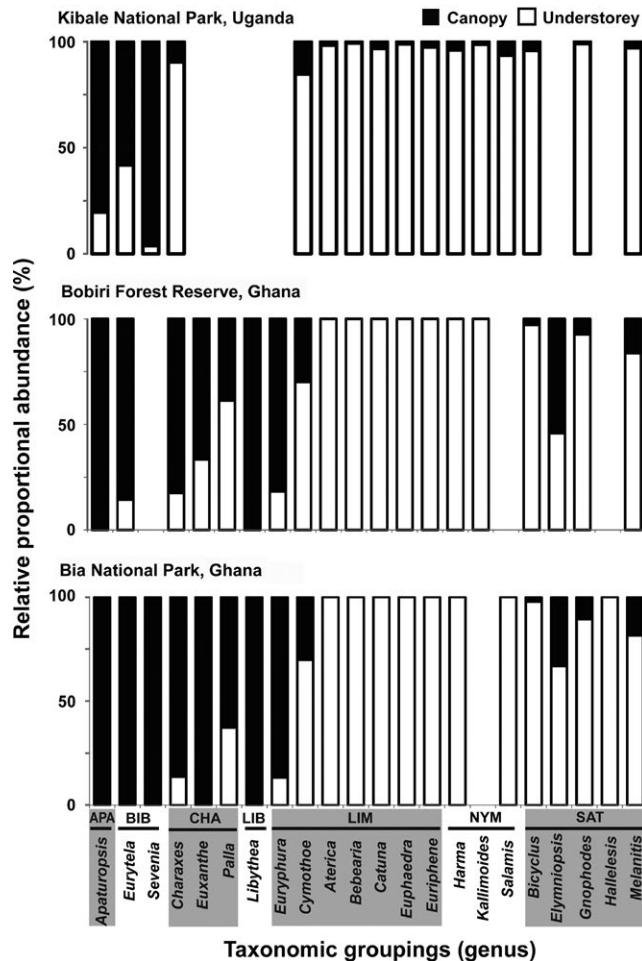 Kibale National Park, Uganda
Canopy Understorey
100
50
0
Bobiri Forest Reserve, Ghana
100
50
0
Bia National Park, Ghana
100
50
0
Relative proportional abundance (%)
APA BIB CHA LIB LIM NYM SAT
Apaturopsis
Eurytela
Sevenia
Charaxes
Euxanthe
Palla
Libythea
Euryphura
Cymothoe
Aterica
Bebearia
Catuna
Euphaedra
Euriphene
Harma
Kallimoides
Salamis
Bicyclus
Elymniopsis
Gnophodes
Hallelesis
Melanitis
Taxonomic groupings (genus)